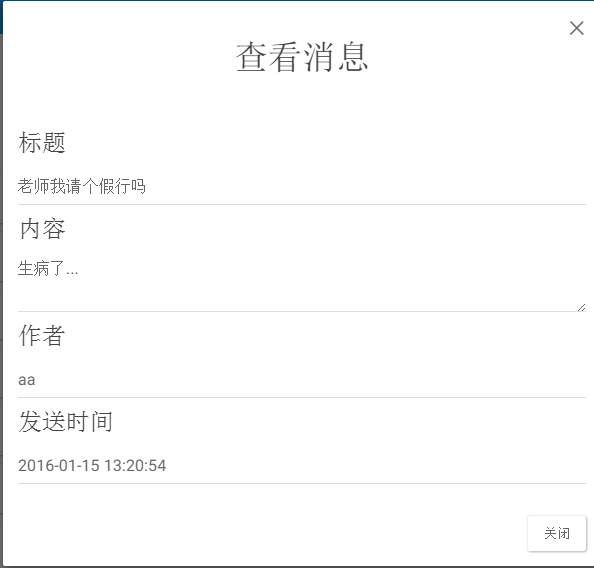 查看消息
标题
老师我请个假行吗
内容
生病了...
作者
aa
发送时间
2016-01-15 13:20:54
关闭